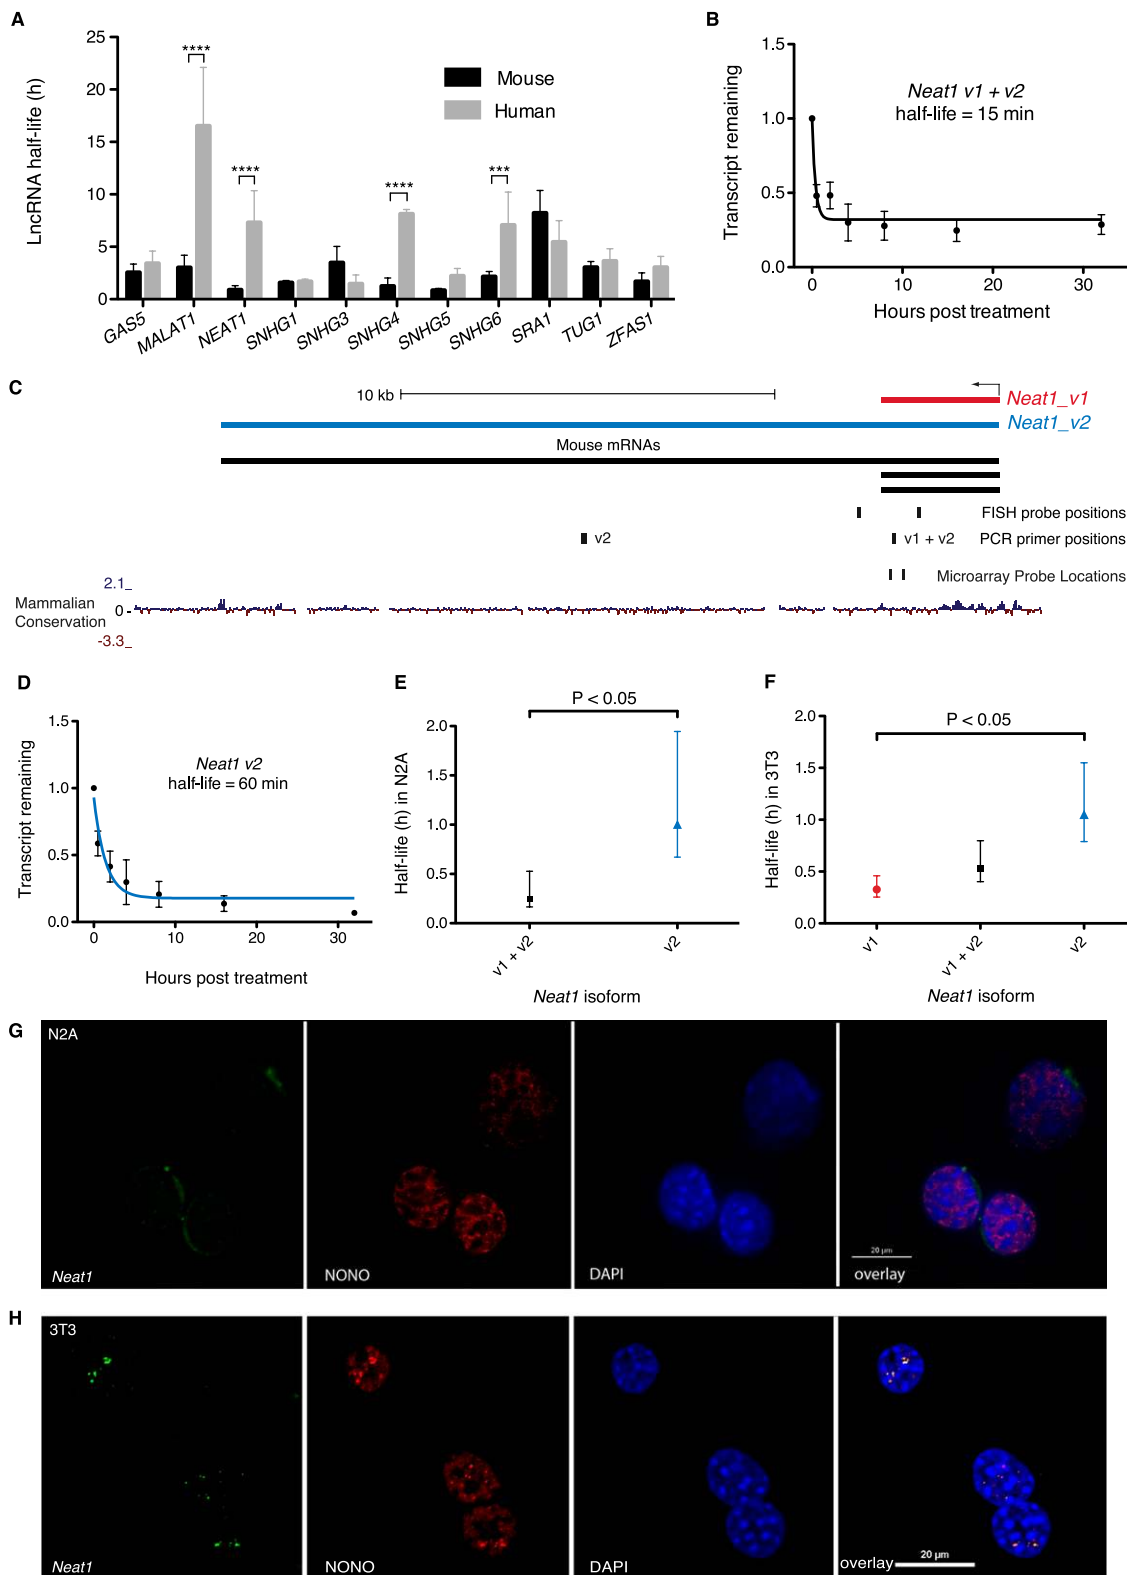 A
LncRNA half-life (h)
25
20
15
10
5
0
****
****
****
***
Mouse
Human
GAS5
MALAT1
NEAT1
SNHG1
SNHG3
SNHG4
SNHG5
SNHG6
SRA1
TUG1
ZFAS1
B
Transcript remaining
1.5
1.0
0.5
0.0
Neat1 v1 + v2
half-life = 15 min
0 10 20 30
Hours post treatment
C
10 kb
Neat1_v1
Neat1_v2
Mouse mRNAs
FISH probe positions
v2
v1 + v2
PCR primer positions
Microarray Probe Locations
2.1_
Mammalian
0 -
Conservation
-3.3_
D
Transcript remaining
1.5
1.0
0.5
0.0
Neat1 v2
half-life = 60 min
0 10 20 30
Hours post treatment
E
Half-life (h) in N2A
2.0
1.5
1.0
0.5
0.0
P < 0.05
v1 + v2
v2
Neat1 isoform
F
Half-life (h) in 3T3
2.0
1.5
1.0
0.5
0.0
P < 0.05
v1
v1 + v2
v2
Neat1 isoform
G
N2A
Neat1
NONO
DAPI
20 μm
overlay
H
3T3
Neat1
NONO
DAPI
overlay
20 μm